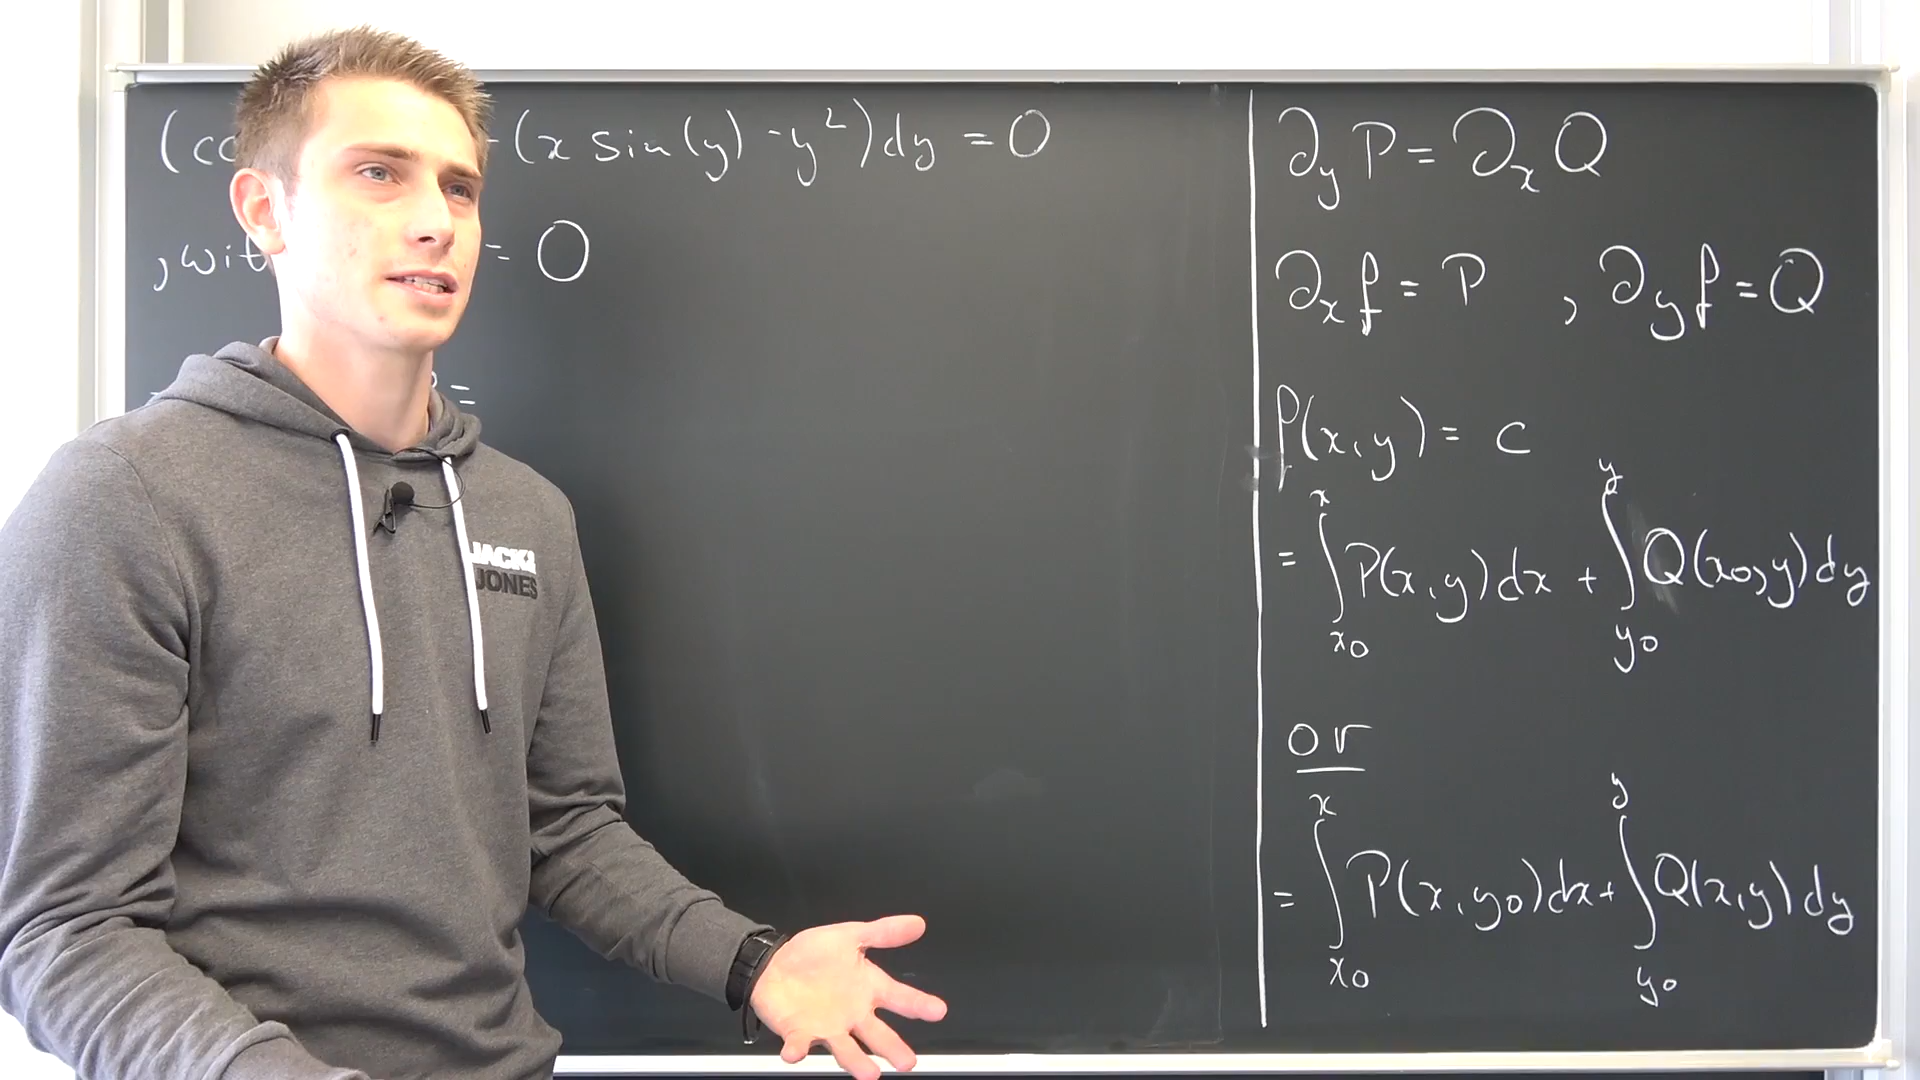 (cc - (x sin(y) - y²)dy = 0
, wit = 0
=
∂y P = ∂x Q
∂x f = P , ∂y f = Q
f(x,y) = c
= ∫x0^x P(x,y)dx + ∫y0^y Q(x0,y)dy
or
= ∫x0^x P(x,y0)dx + ∫y0^y Q(x,y)dy
JACK &
JONES